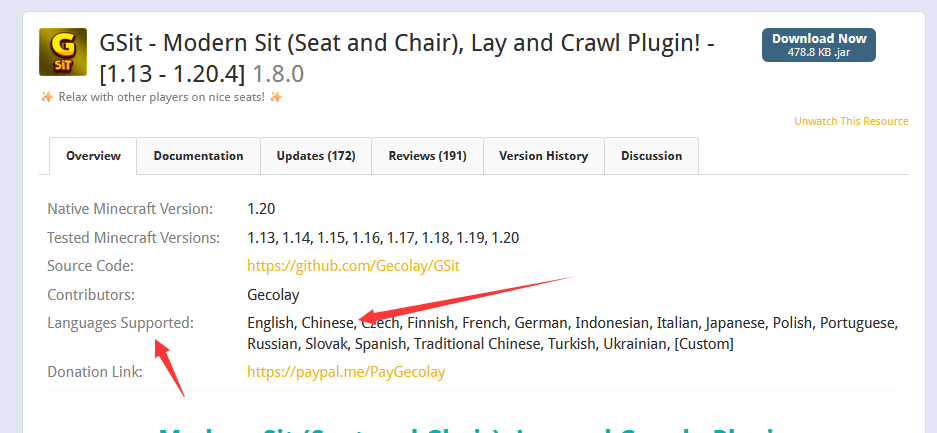 G
SiT
GSit - Modern Sit (Seat and Chair), Lay and Crawl Plugin! -
[1.13 - 1.20.4] 1.8.0
Relax with other players on nice seats!
Download Now
478.8 KB .jar
Unwatch This Resource
Overview Documentation Updates (172) Reviews (191) Version History Discussion
Native Minecraft Version: 1.20
Tested Minecraft Versions: 1.13, 1.14, 1.15, 1.16, 1.17, 1.18, 1.19, 1.20
Source Code: https://github.com/Gecolay/GSit
Contributors: Gecolay
Languages Supported: English, Chinese, Czech, Finnish, French, German, Indonesian, Italian, Japanese, Polish, Portuguese,
Russian, Slovak, Spanish, Traditional Chinese, Turkish, Ukrainian, [Custom]
Donation Link: https://paypal.me/PayGecolay